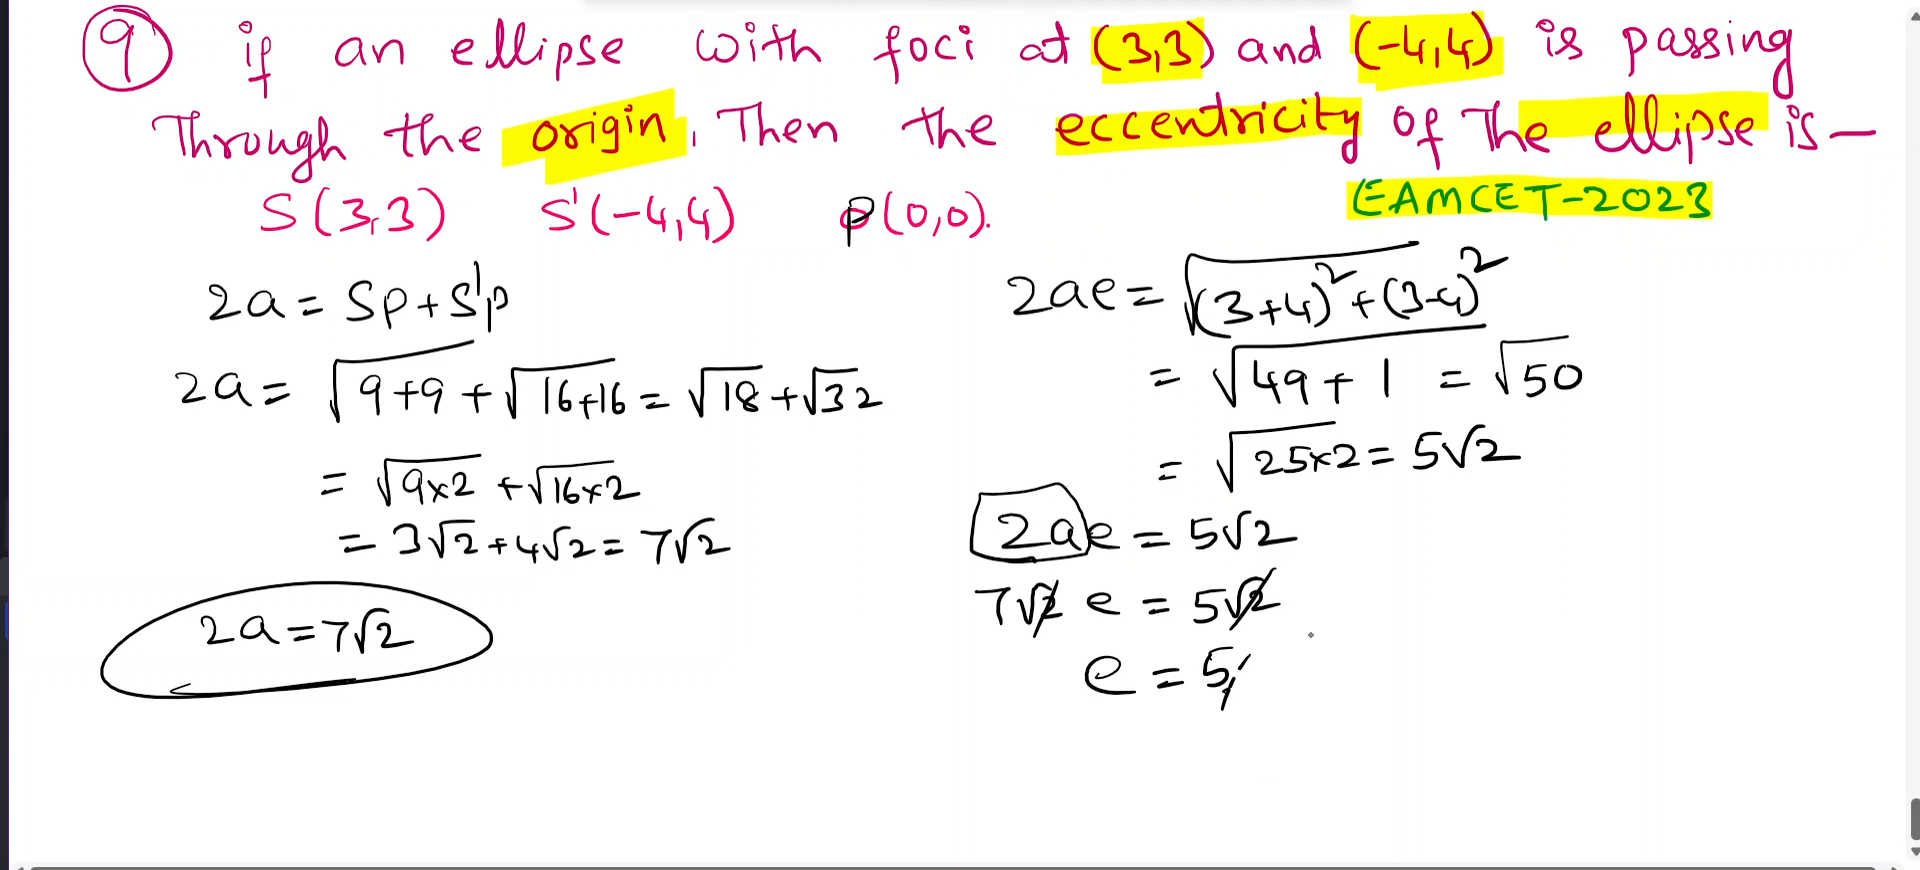 9 if an ellipse with foci at (3,3) and (-4,4) is passing
Through the origin, Then the eccentricity of The ellipse is —
EAMCET-2023
S(3,3) S'(-4,4) P(0,0).
2a = SP + S'P
2a = √9+9 + √16+16 = √18 + √32
= √9×2 + √16×2
= 3√2 + 4√2 = 7√2
2a = 7√2
2ae = √(3+4)² + (3-4)²
= √49+1 = √50
= √25×2 = 5√2
2ae = 5√2
7√2 e = 5√2
e = 5/